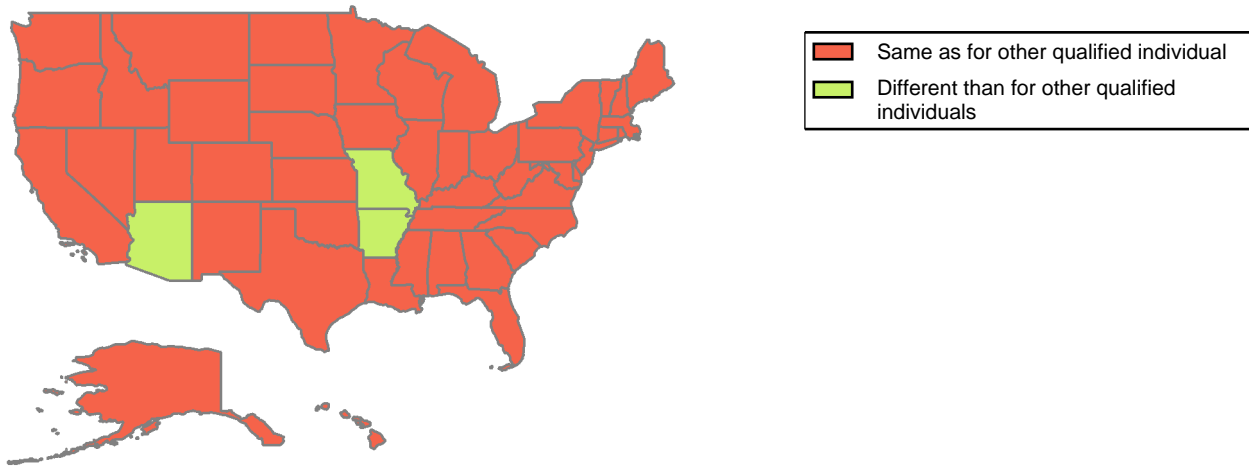 Same as for other qualified individual
Different than for other qualified
individuals